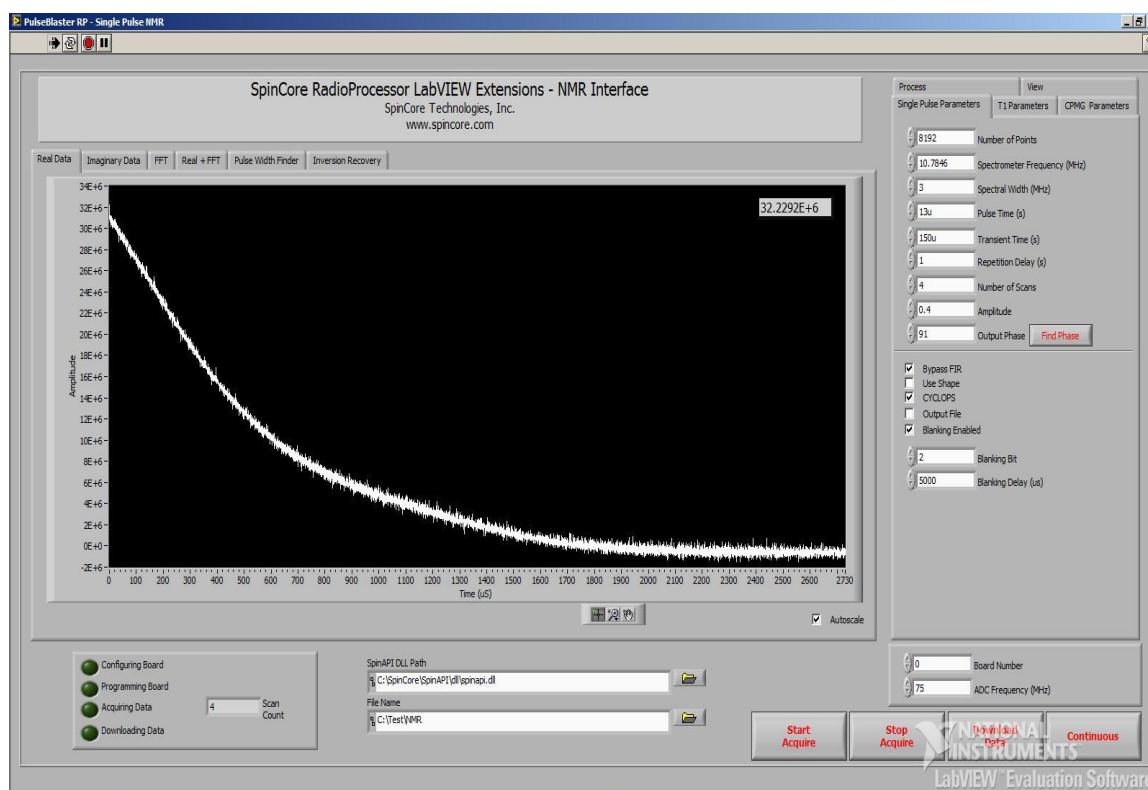 PulseBlaster RP - Single Pulse NMR
SpinCore RadioProcessor LabVIEW Extensions - NMR Interface
SpinCore Technologies, Inc.
www.spincore.com
Real Data Imaginary Data FFT Real + FFT Pulse Width Finder Inversion Recovery
32.2292E+6
34E+6
32E+6
30E+6
28E+6
26E+6
24E+6
22E+6
20E+6
18E+6
16E+6
14E+6
12E+6
10E+6
8E+6
6E+6
4E+6
2E+6
0E+0
-2E+6
Amplitude
0 100 200 300 400 500 600 700 800 900 1000 1100 1200 1300 1400 1500 1600 1700 1800 1900 2000 2100 2200 2300 2400 2500 2600 2730
Time (uS)
Autoscale
Process View
Single Pulse Parameters T1 Parameters CPMG Parameters
8192 Number of Points
10.7846 Spectrometer Frequency (MHz)
3 Spectral Width (MHz)
13u Pulse Time (s)
150u Transient Time (s)
1 Repetition Delay (s)
4 Number of Scans
0.4 Amplitude
91 Output Phase Find Phase
Bypass FIR
Use Shape
CYCLOPS
Output File
Blanking Enabled
2 Blanking Bit
5000 Blanking Delay (us)
Configuring Board
Programming Board
Acquiring Data
Downloading Data
4 Scan Count
SpinAPI DLL Path
C:\SpinCore\SpinAPI\dll\spinapi.dll
File Name
C:\Test\NMR
0 Board Number
75 ADC Frequency (MHz)
Start Acquire
Stop Acquire
Download Data
Continuous
NATIONAL INSTRUMENTS
LabVIEW™ Evaluation Software